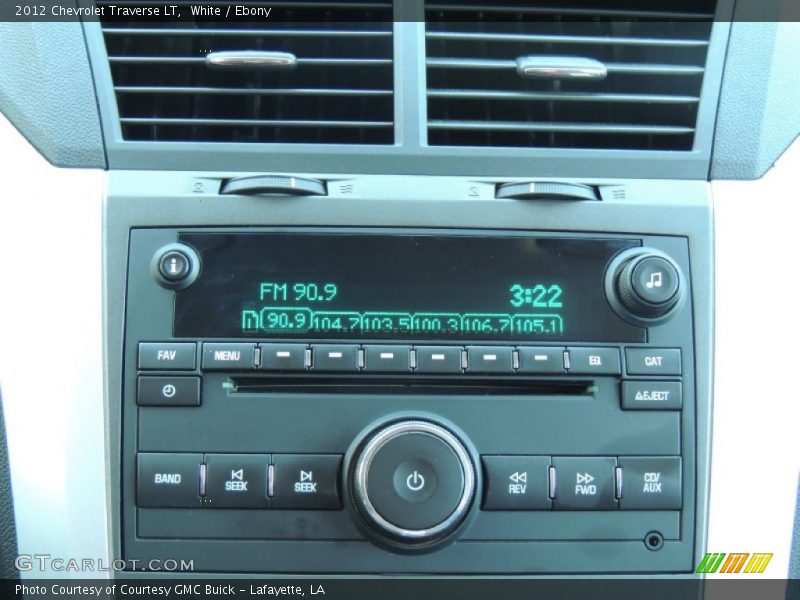 2012 Chevrolet Traverse LT, White / Ebony
i
FM 90.9 3:22
90.9 104.7 103.5 100.3 106.7 105.1
FAV MENU EQ CAT
EJECT
BAND SEEK SEEK REV FWD CD/AUX
GTCarLot.com
Photo Courtesy of Courtesy GMC Buick - Lafayette, LA